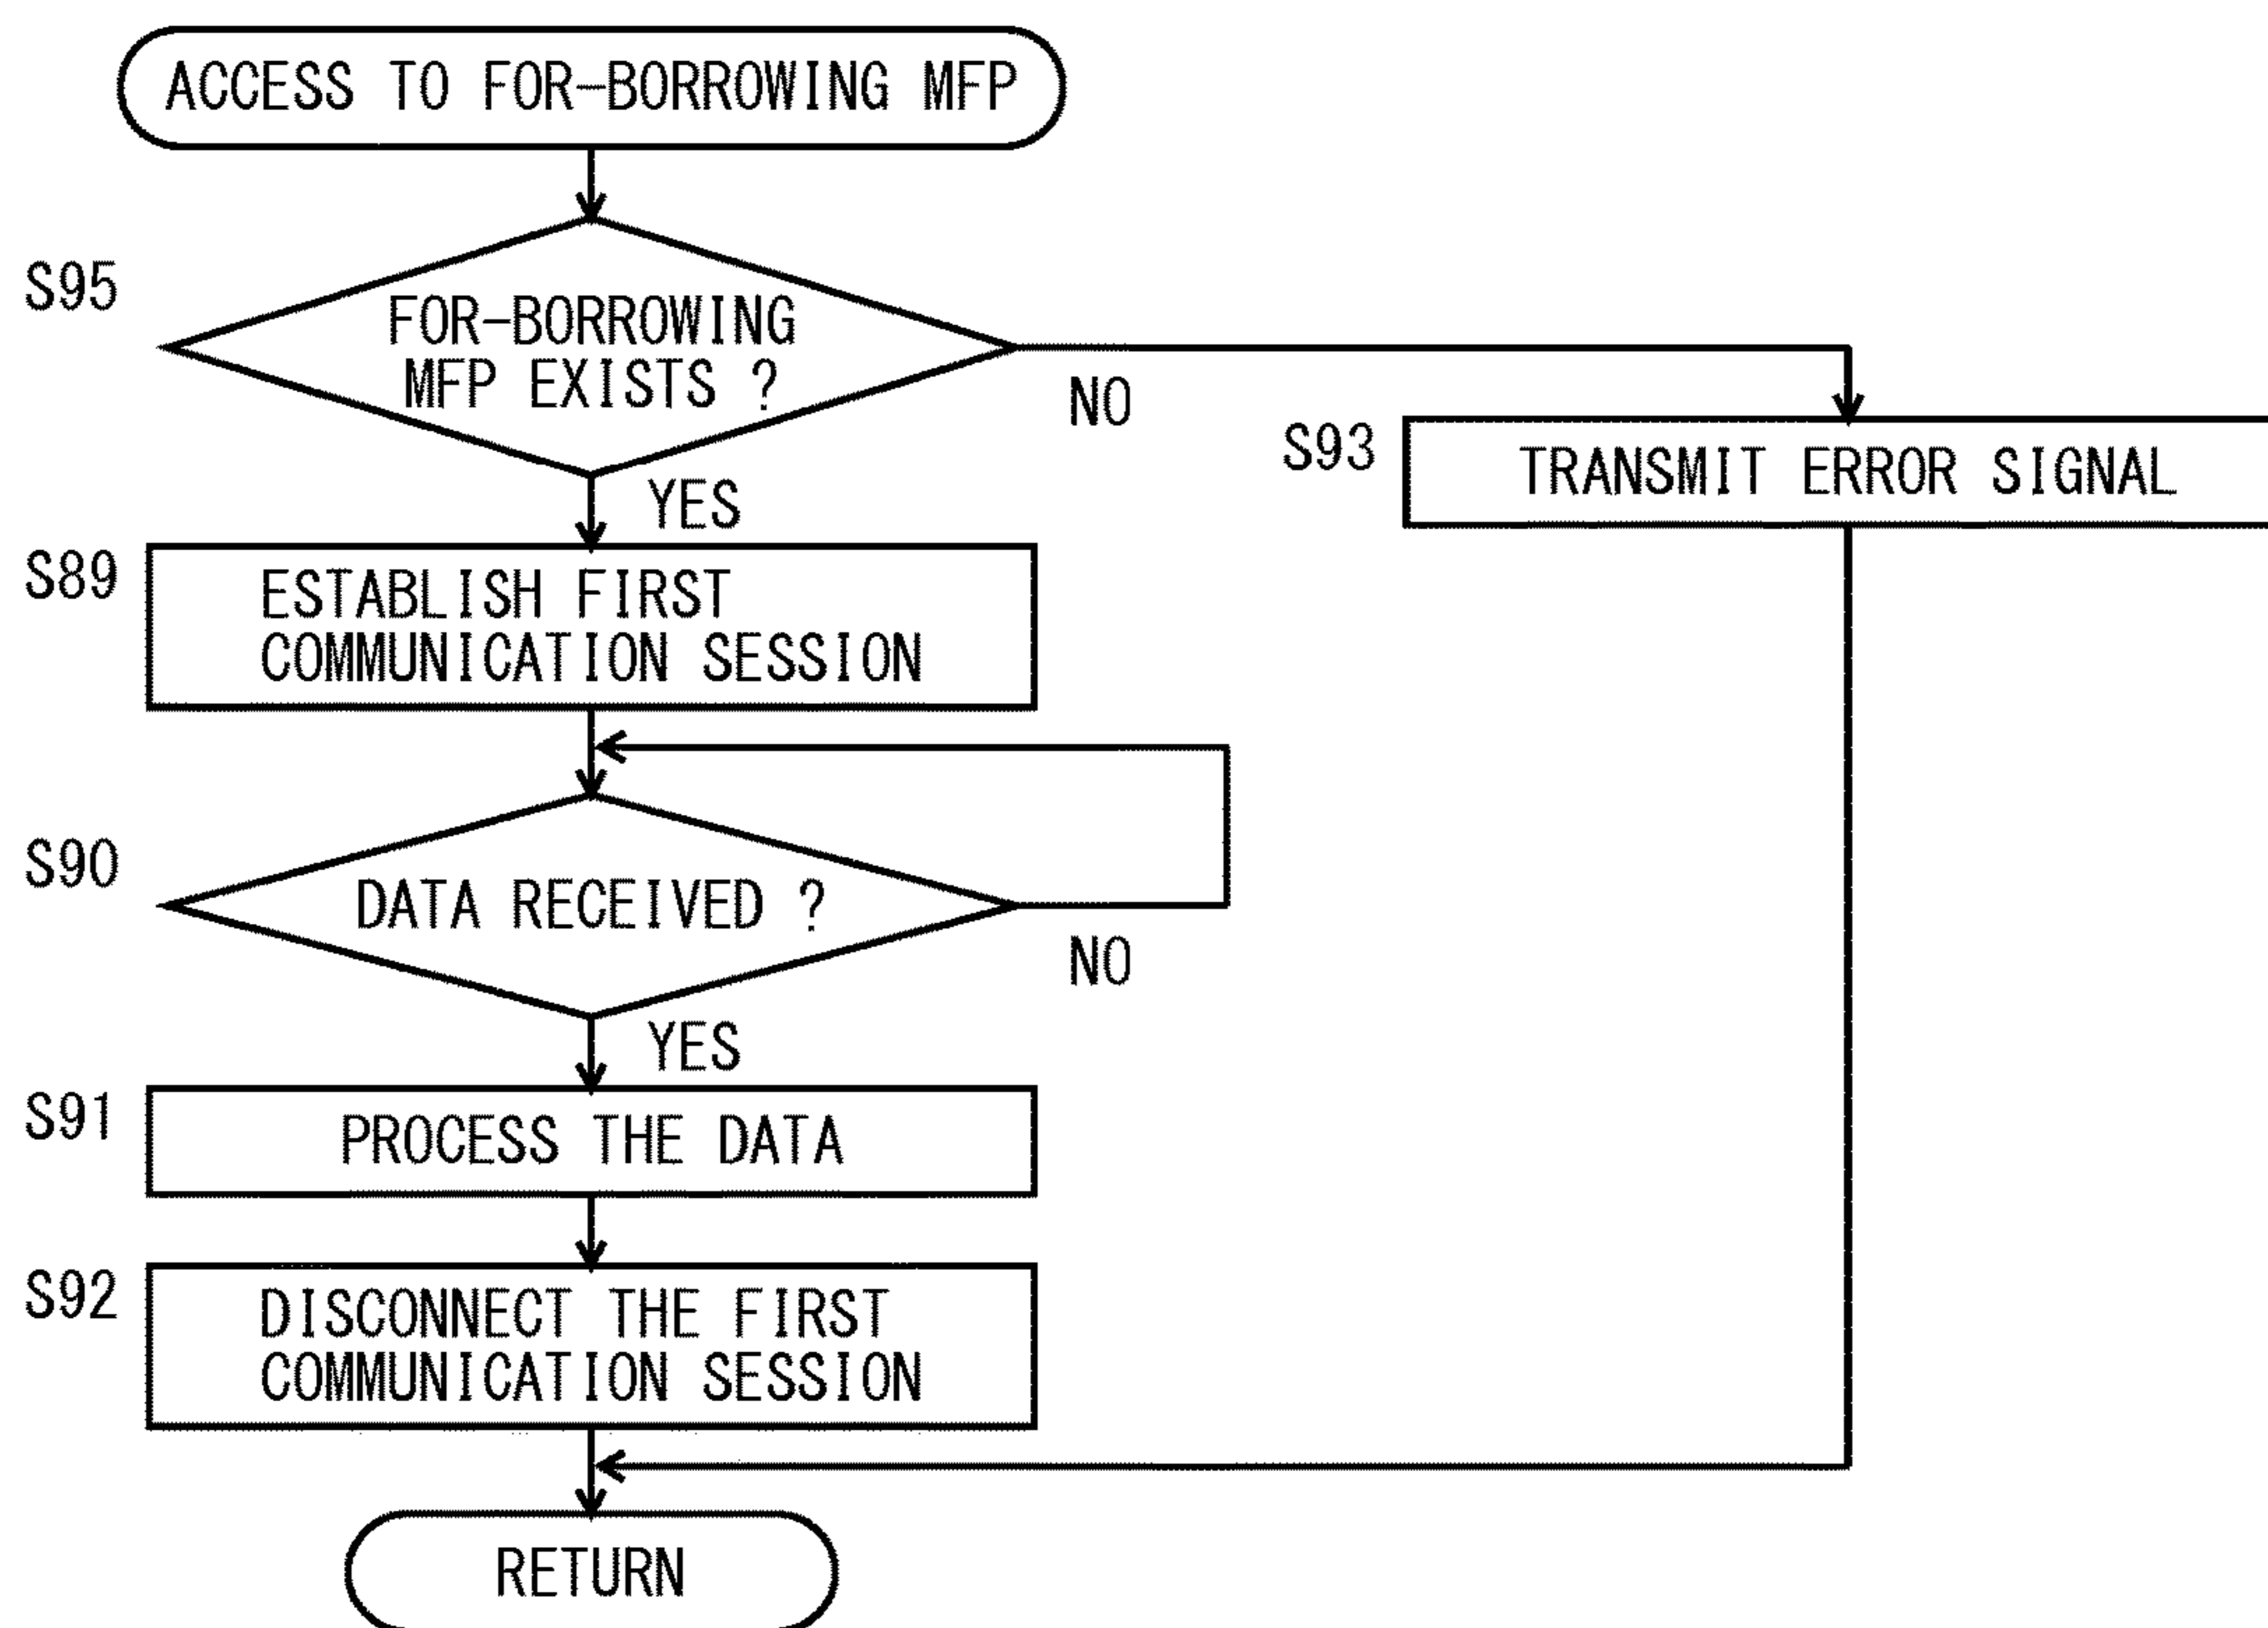 ACCESS TO FOR-BORROWING MFP
S95
FOR-BORROWING
MFP EXISTS ?
NO
S93
TRANSMIT ERROR SIGNAL
YES
S89
ESTABLISH FIRST
COMMUNICATION SESSION
S90
DATA RECEIVED ?
NO
YES
S91
PROCESS THE DATA
S92
DISCONNECT THE FIRST
COMMUNICATION SESSION
RETURN